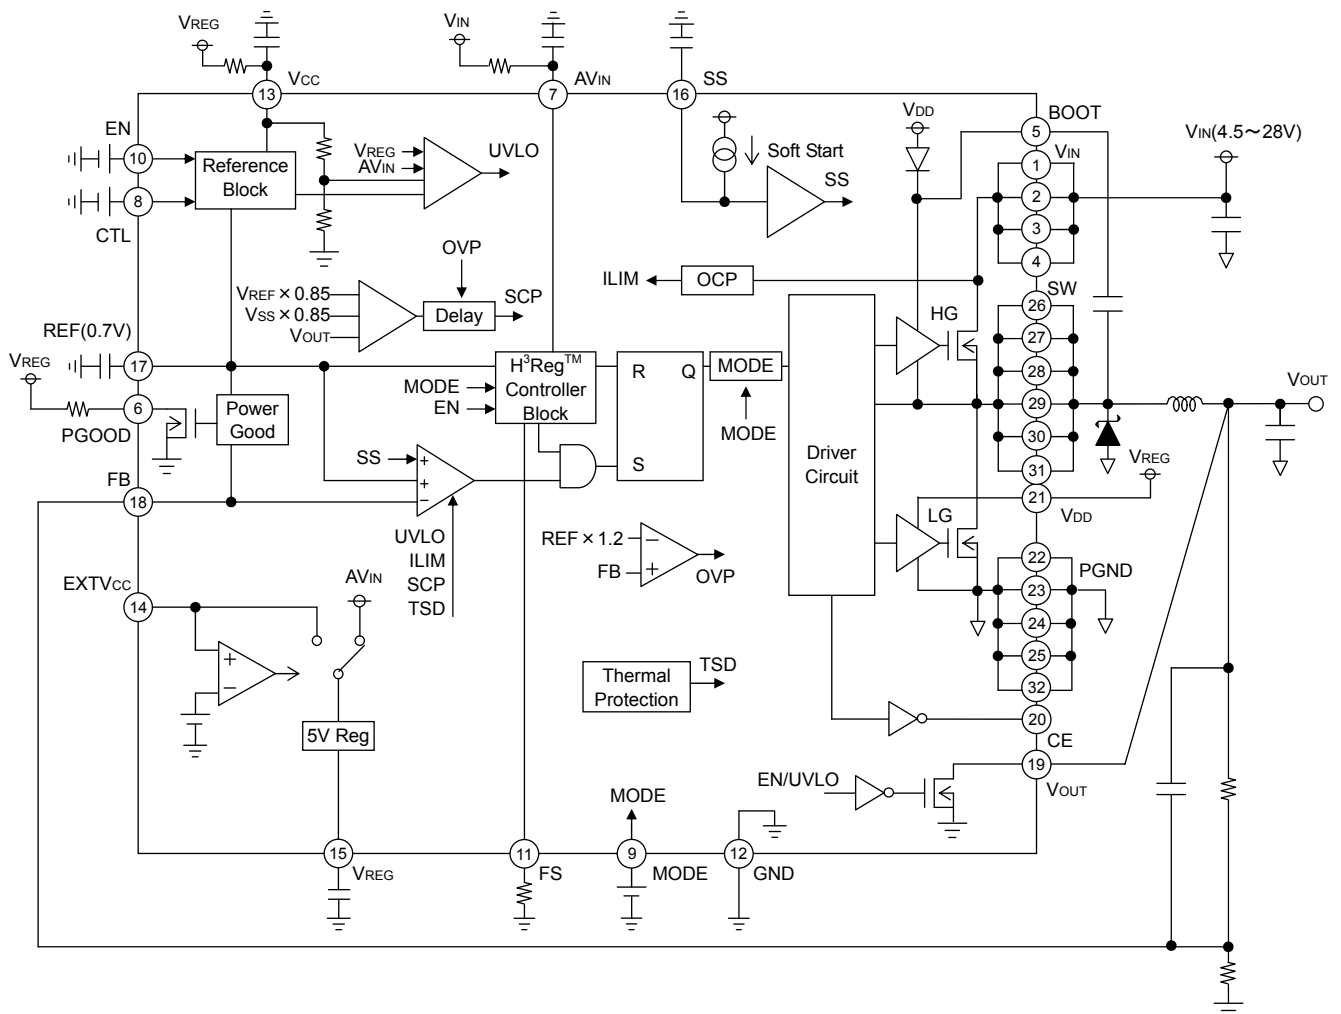 VREG
VIN
VCC
AVIN
SS
13
7
16
EN
10
Reference
Block
8
CTL
VREG
AVIN
UVLO
Soft Start
SS
VDD
BOOT
5
VIN
1
2
3
4
VIN(4.5～28V)
OVP
VREF×0.85
VSS×0.85
VOUT
Delay
SCP
ILIM
OCP
SW
26
27
28
29
30
31
HG
REF(0.7V)
17
VREG
6
PGOOD
Power
Good
H³Reg™
Controller
Block
MODE
EN
R
Q
S
MODE
MODE
Driver
Circuit
VOUT
VREG
FB
18
SS
+
+
−
UVLO
ILIM
SCP
TSD
REF×1.2
−
FB
+
OVP
LG
21
VDD
22
PGND
23
24
25
32
EXTVCC
14
+
−
AVIN
5V Reg
Thermal
Protection
TSD
20
CE
19
VOUT
EN/UVLO
MODE
15
VREG
11
FS
9
MODE
12
GND